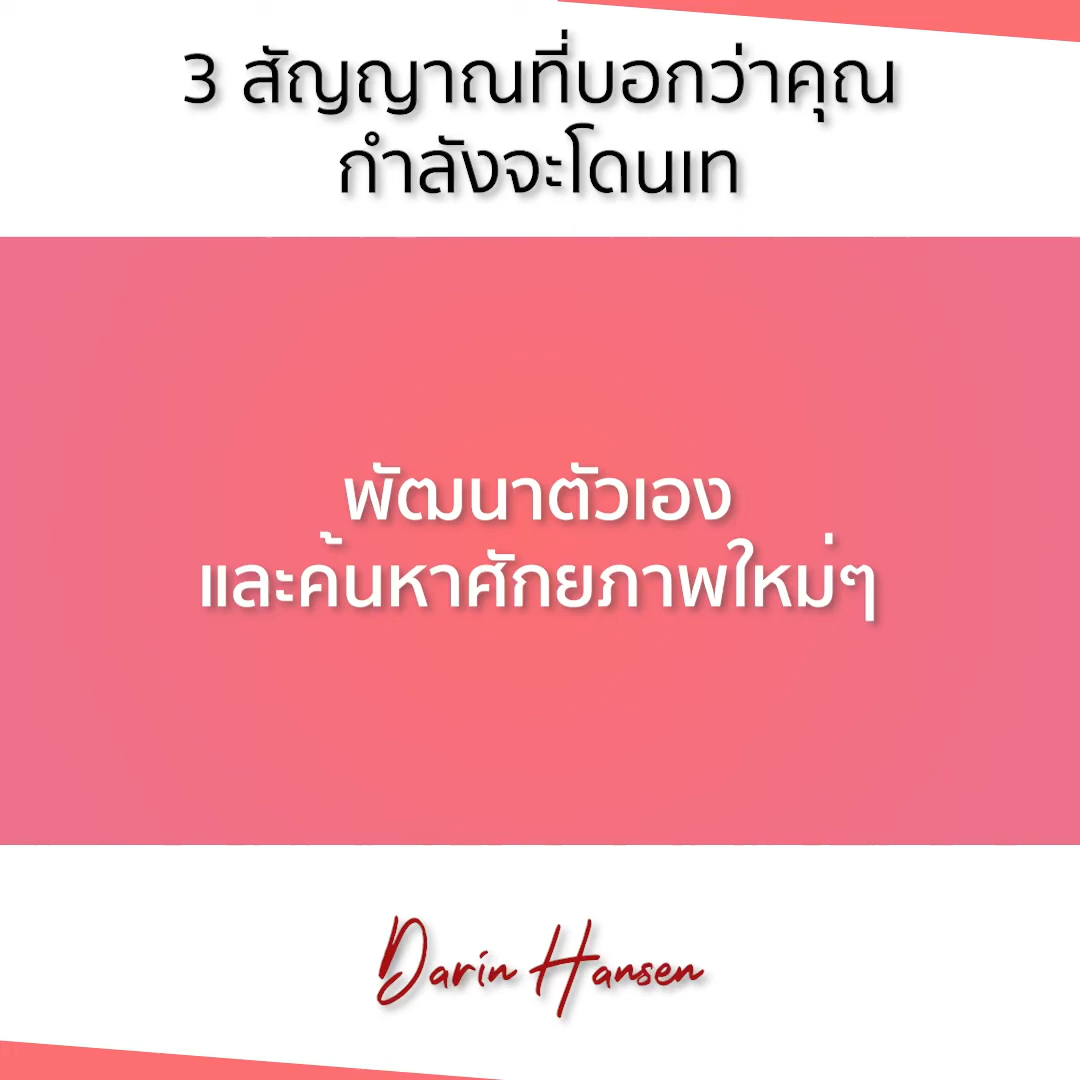 3 สัญญาณที่บอกว่าคุณ
กำลังจะโดนเท
พัฒนาตัวเอง
และค้นหาศักยภาพใหม่ๆ
Darin Hansen